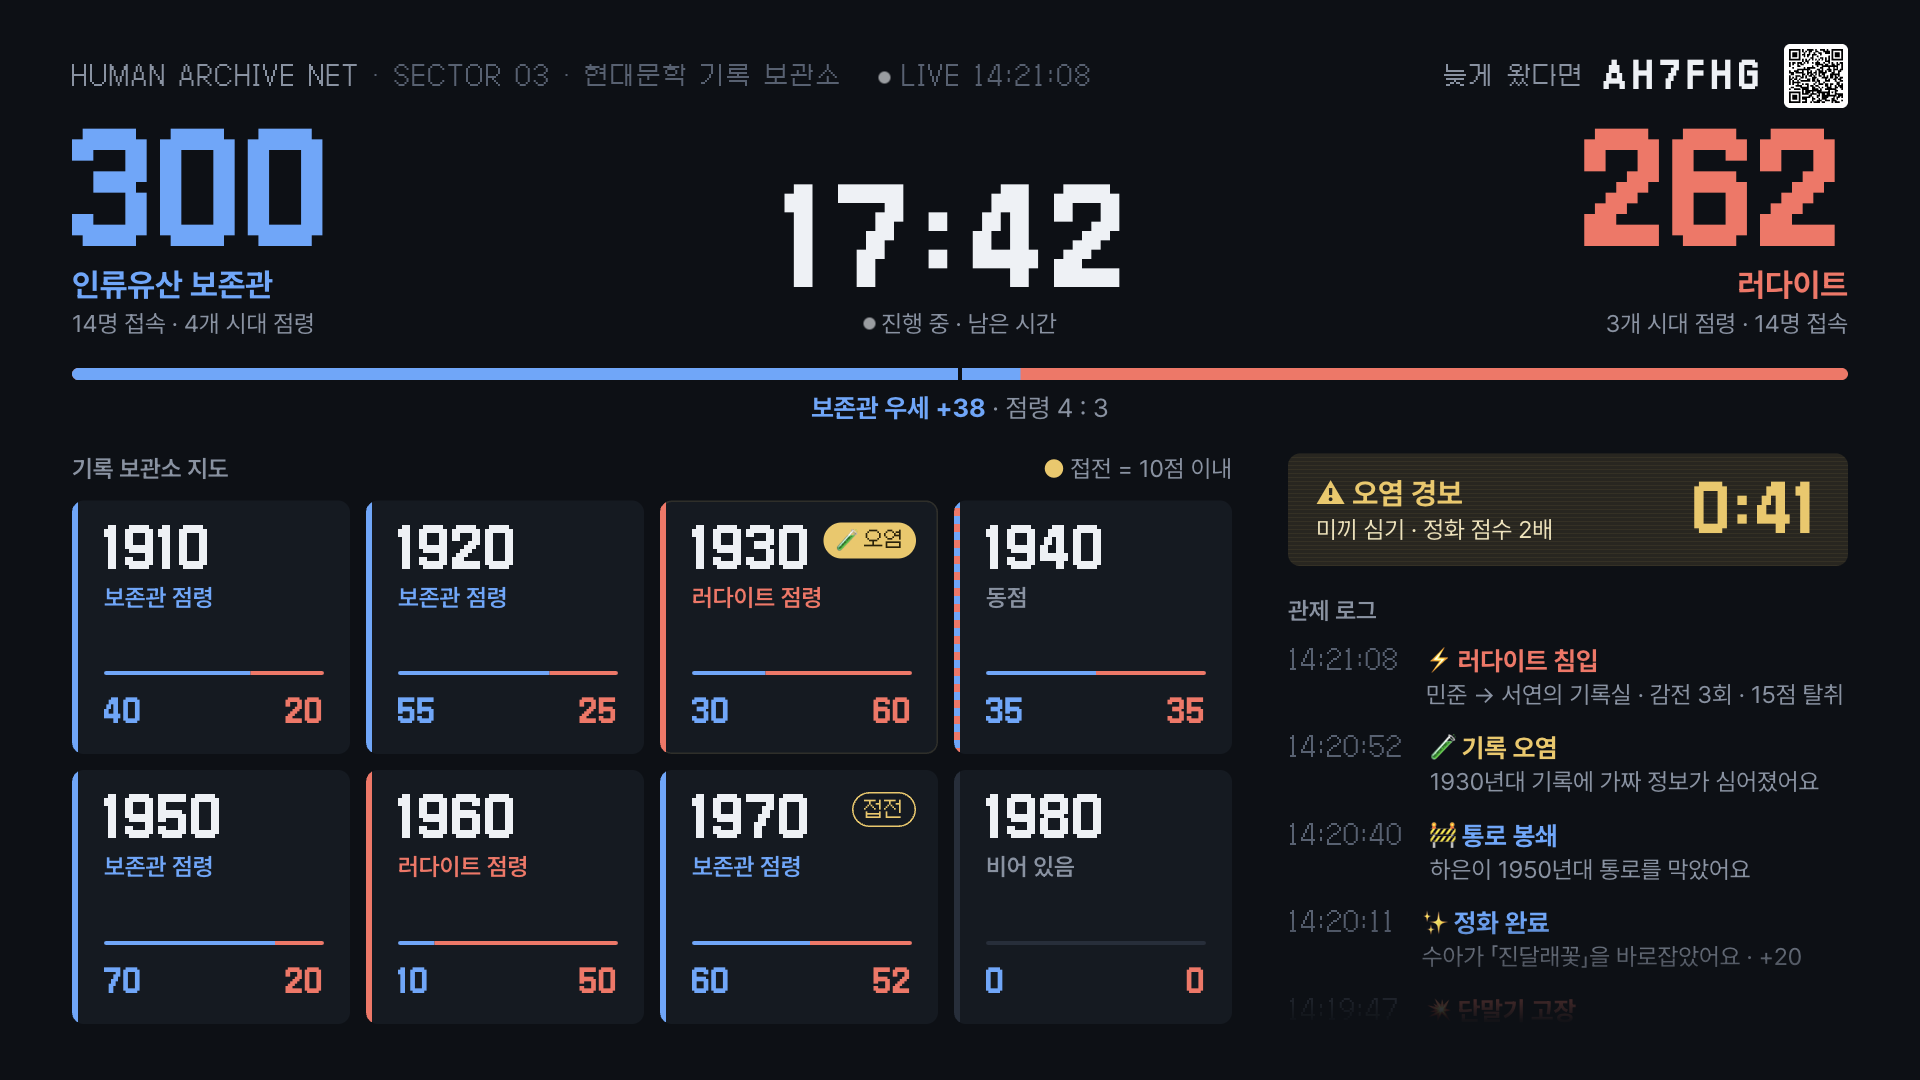 HUMAN ARCHIVE NET · SECTOR 03 · 현대문학 기록 보관소 ● LIVE 14:21:08
늦게 왔다면 AH7FHG
300
인류유산 보존관
14명 접속 · 4개 시대 점령
17:42
● 진행 중 · 남은 시간
262
러다이트
3개 시대 점령 · 14명 접속
보존관 우세 +38 · 점령 4 : 3
기록 보관소 지도
접전 = 10점 이내
1910
보존관 점령
40 20
1920
보존관 점령
55 25
1930 🧪 오염
러다이트 점령
30 60
1940
동점
35 35
1950
보존관 점령
70 20
1960
러다이트 점령
10 50
1970 접전
보존관 점령
60 52
1980
비어 있음
0 0
⚠ 오염 경보
미끼 심기 · 정화 점수 2배
0:41
관제 로그
14:21:08 ⚡ 러다이트 침입
민준 → 서연의 기록실 · 감전 3회 · 15점 탈취
14:20:52 🧪 기록 오염
1930년대 기록에 가짜 정보가 심어졌어요
14:20:40 🚧 통로 봉쇄
하은이 1950년대 통로를 막았어요
14:20:11 ✨ 정화 완료
수아가 「진달래꽃」을 바로잡았어요 · +20
14:19:47 💥 단말기 고장